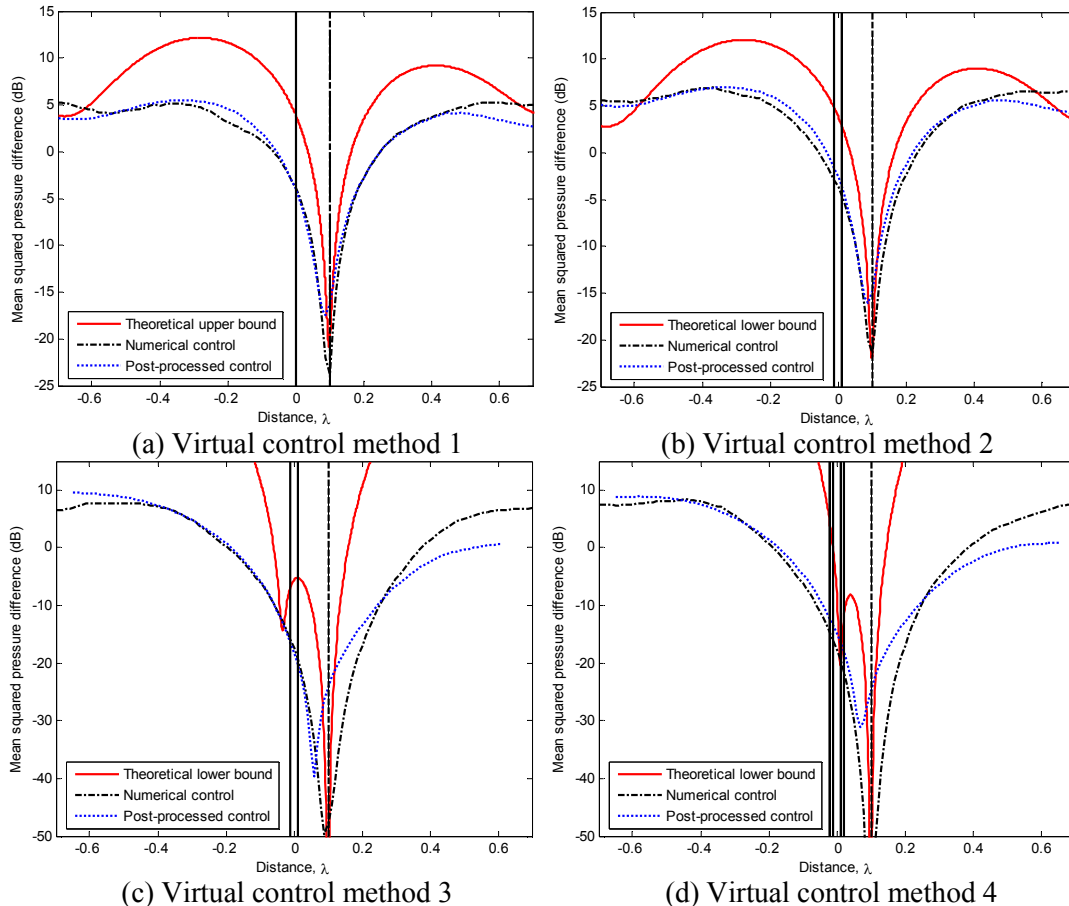 15
10
5
0
-5
-10
-15
-20
-25
Mean squared pressure difference (dB)
Theoretical upper bound
Numerical control
Post-processed control
-0.6 -0.4 -0.2 0 0.2 0.4 0.6
Distance, λ
(a) Virtual control method 1
15
10
5
0
-5
-10
-15
-20
-25
Mean squared pressure difference (dB)
Theoretical lower bound
Numerical control
Post-processed control
-0.6 -0.4 -0.2 0 0.2 0.4 0.6
Distance, λ
(b) Virtual control method 2
10
0
-10
-20
-30
-40
-50
Mean squared pressure difference (dB)
Theoretical lower bound
Numerical control
Post-processed control
-0.6 -0.4 -0.2 0 0.2 0.4 0.6
Distance, λ
(c) Virtual control method 3
10
0
-10
-20
-30
-40
-50
Mean squared pressure difference (dB)
Theoretical lower bound
Numerical control
Post-processed control
-0.6 -0.4 -0.2 0 0.2 0.4 0.6
Distance, λ
(d) Virtual control method 4